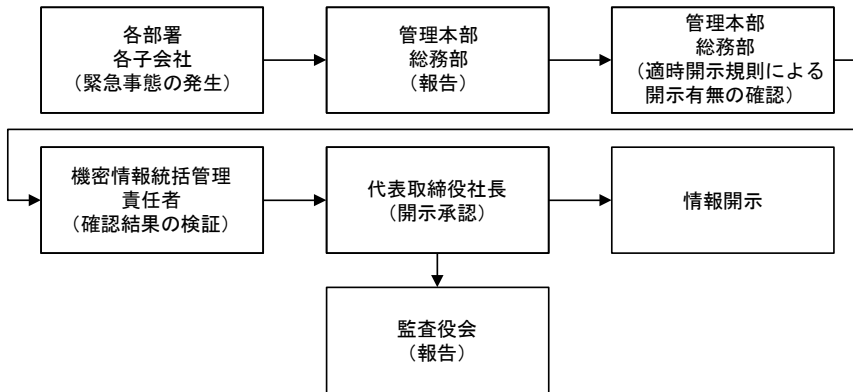 各部署
各子会社
（緊急事態の発生）
管理本部
総務部
（報告）
管理本部
総務部
（適時開示規則による
開示有無の確認）
機密情報統括管理
責任者
（確認結果の検証）
代表取締役社長
（開示承認）
情報開示
監査役会
（報告）